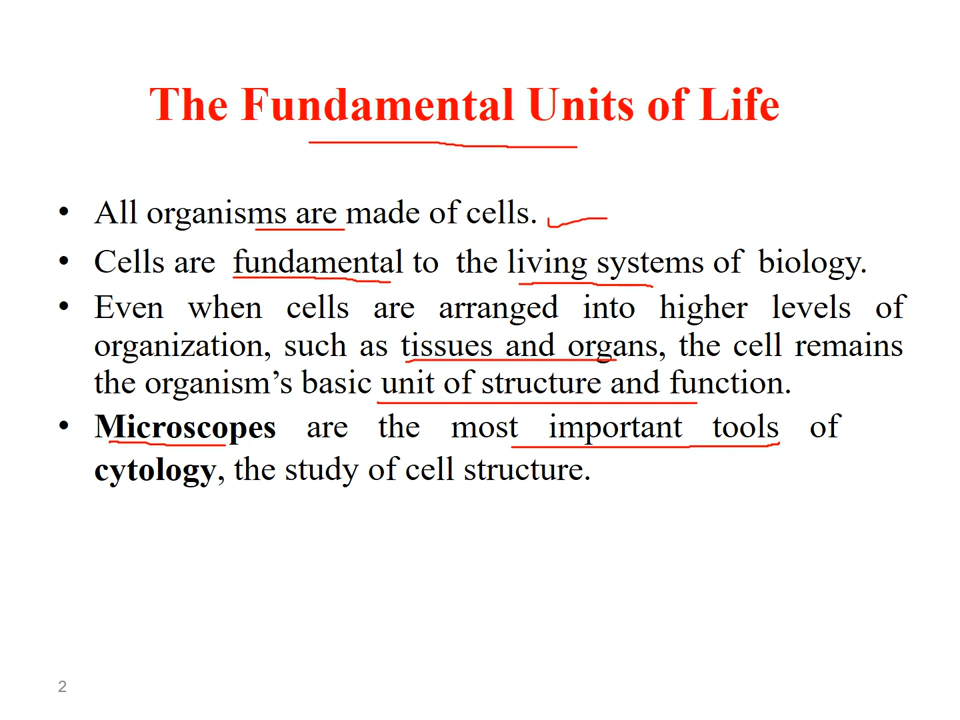 The Fundamental Units of Life
• All organisms are made of cells.
• Cells are fundamental to the living systems of biology.
• Even when cells are arranged into higher levels of
organization, such as tissues and organs, the cell remains
the organism’s basic unit of structure and function.
• Microscopes are the most important tools of
cytology, the study of cell structure.
2